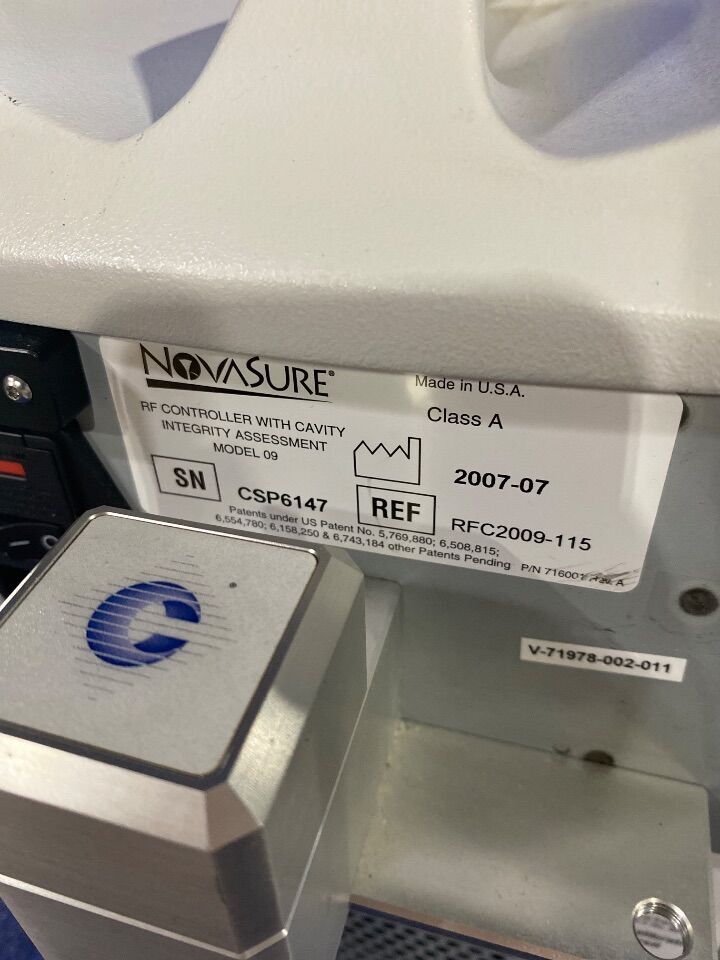 NOVASURE®
Made in U.S.A.
Class A
RF CONTROLLER WITH CAVITY
INTEGRITY ASSESSMENT
MODEL 09
2007-07
SN CSP6147
REF RFC2009-115
Patents under US Patent No. 5,769,880; 6,508,815;
6,554,780; 6,158,250 & 6,743,184 other Patents Pending
P/N 716001 A
V-71978-002-011
C